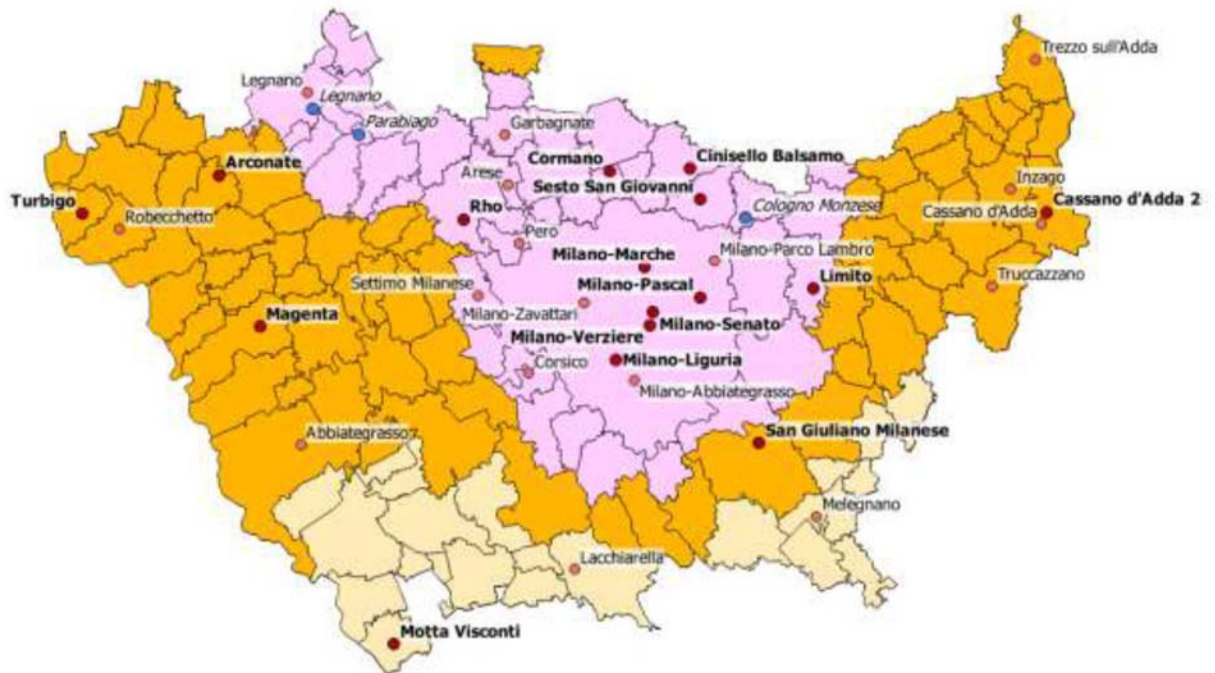 Trezzo sull'Adda
Legnano
Legnano
Parabiago
Garbagnate
Cormano
Cinisello Balsamo
Arconate
Arese
Sesto San Giovanni
Inzago
Turbigo
Robecchetto
Rho
Cologno Monzese
Cassano d'Adda 2
Cassano d'Adda
Pero
Milano-Marche
Milano-Parco Lambro
Settimo Milanese
Milano-Pascal
Limito
Truccazzano
Magenta
Milano-Zavattari
Milano-Senato
Milano-Verziere
Corsico
Milano-Liguria
Milano-Abbiategrasso
Abbiategrasso
San Giuliano Milanese
Melegnano
Lacchiarella
Motta Visconti